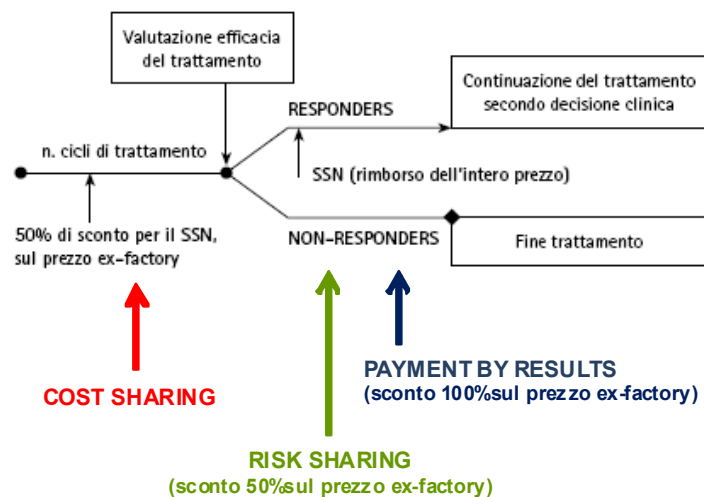 Valutazione efficacia
del trattamento
RESPONDERS
Continuazione del trattamento
secondo decisione clinica
n. cicli di trattamento
SSN (rimborso dell'intero prezzo)
50% di sconto per il SSN,
sul prezzo ex-factory
NON-RESPONDERS
Fine trattamento
COST SHARING
PAYMENT BY RESULTS
(sconto 100%sul prezzo ex-factory)
RISK SHARING
(sconto 50%sul prezzo ex-factory)